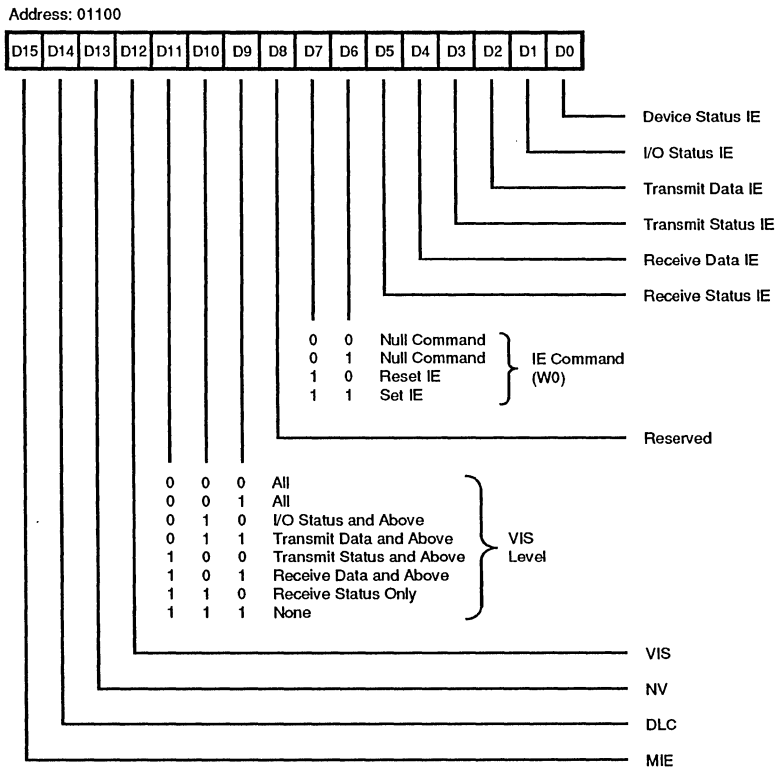 Address: 01100
D15 D14 D13 D12 D11 D10 D9 D8 D7 D6 D5 D4 D3 D2 D1 D0
Device Status IE
I/O Status IE
Transmit Data IE
Transmit Status IE
Receive Data IE
Receive Status IE
0 0 Null Command
0 1 Null Command
1 0 Reset IE
1 1 Set IE
IE Command
(W0)
Reserved
0 0 0 All
0 0 1 All
0 1 0 I/O Status and Above
0 1 1 Transmit Data and Above
1 0 0 Transmit Status and Above
1 0 1 Receive Data and Above
1 1 0 Receive Status Only
1 1 1 None
VIS
Level
VIS
NV
DLC
MIE